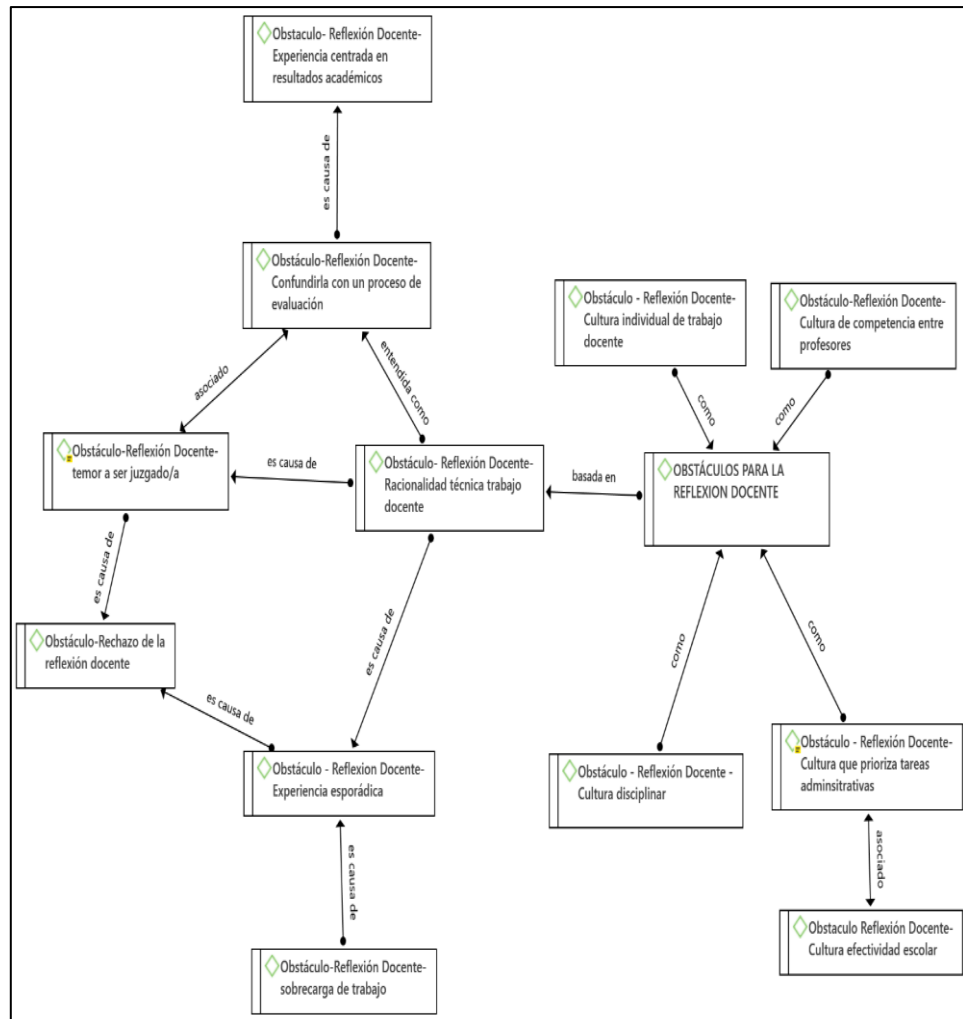 Obstaculo- Reflexión Docente-
Experiencia centrada en
resultados académicos
es causa de
Obstáculo-Reflexión Docente-
Confundirla con un proceso de
evaluación
asociado
entendida como
Obstáculo - Reflexión Docente-
Cultura individual de trabajo
docente
Obstáculo-Reflexión Docente-
Cultura de competencia entre
profesores
como
como
Obstáculo-Reflexión Docente-
temor a ser juzgado/a
es causa de
Obstáculo- Reflexión Docente-
Racionalidad técnica trabajo
docente
basada en
OBSTÁCULOS PARA LA
REFLEXION DOCENTE
es causa de
Obstáculo-Rechazo de la
reflexión docente
es causa de
es causa de
como
como
Obstáculo - Reflexion Docente-
Experiencia esporádica
Obstáculo - Reflexión Docente -
Cultura disciplinar
Obstáculo - Reflexión Docente-
Cultura que prioriza tareas
adminsitrativas
es causa de
asociado
Obstáculo-Reflexión Docente-
sobrecarga de trabajo
Obstaculo Reflexión Docente-
Cultura efectividad escolar